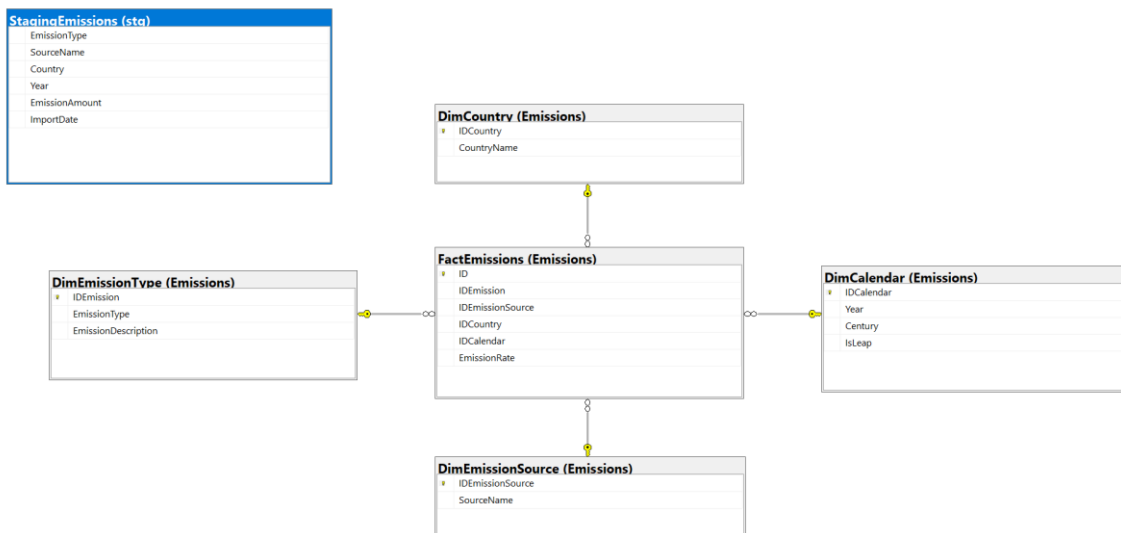 StagingEmissions (stg)
EmissionType
SourceName
Country
Year
EmissionAmount
ImportDate
DimCountry (Emissions)
IDCountry
CountryName
DimEmissionType (Emissions)
IDEmission
EmissionType
EmissionDescription
FactEmissions (Emissions)
ID
IDEmission
IDEmissionSource
IDCountry
IDCalendar
EmissionRate
DimCalendar (Emissions)
IDCalendar
Year
Century
IsLeap
DimEmissionSource (Emissions)
IDEmissionSource
SourceName